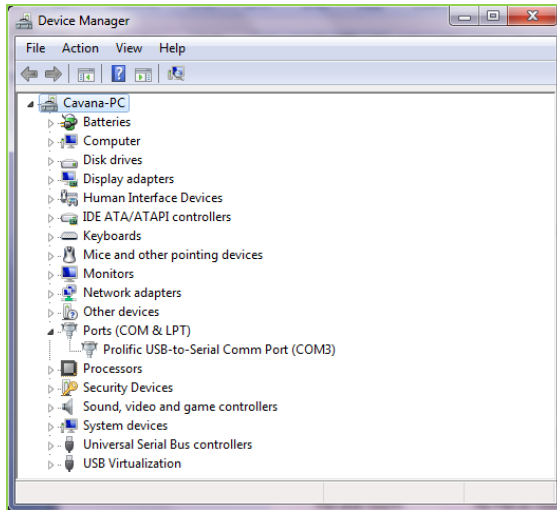 Device Manager
File Action View Help
Cavana-PC
Batteries
Computer
Disk drives
Display adapters
Human Interface Devices
IDE ATA/ATAPI controllers
Keyboards
Mice and other pointing devices
Monitors
Network adapters
Other devices
Ports (COM & LPT)
Prolific USB-to-Serial Comm Port (COM3)
Processors
Security Devices
Sound, video and game controllers
System devices
Universal Serial Bus controllers
USB Virtualization